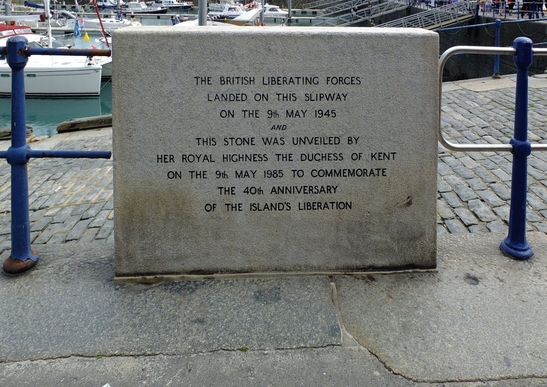 THE BRITISH LIBERATING FORCES
LANDED ON THIS SLIPWAY
ON THE 9th MAY 1945
AND
THIS STONE WAS UNVEILED BY
HER ROYAL HIGHNESS THE DUCHESS OF KENT
ON THE 9th MAY 1985 TO COMMEMORATE
THE 40th ANNIVERSARY
OF THE ISLAND'S LIBERATION